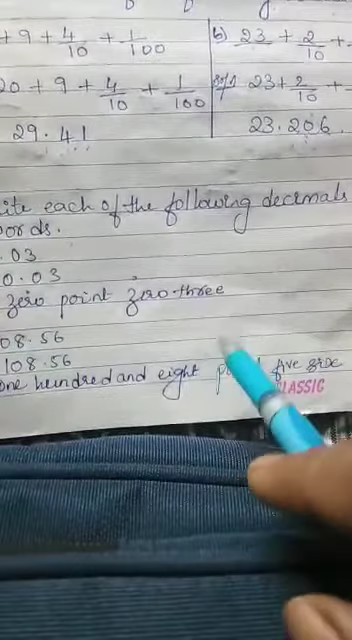 + 9 + 4/10 + 1/100
20 + 9 + 4/10 + 1/100
29.41
b) 23 + 2/10 +
Sol) 23 + 2/10 +
23.206
ite each of the following decimals
ords.
.03
0.03
zero point zero three
08.56
108.56
one hundred and eight five six
CLASSIC